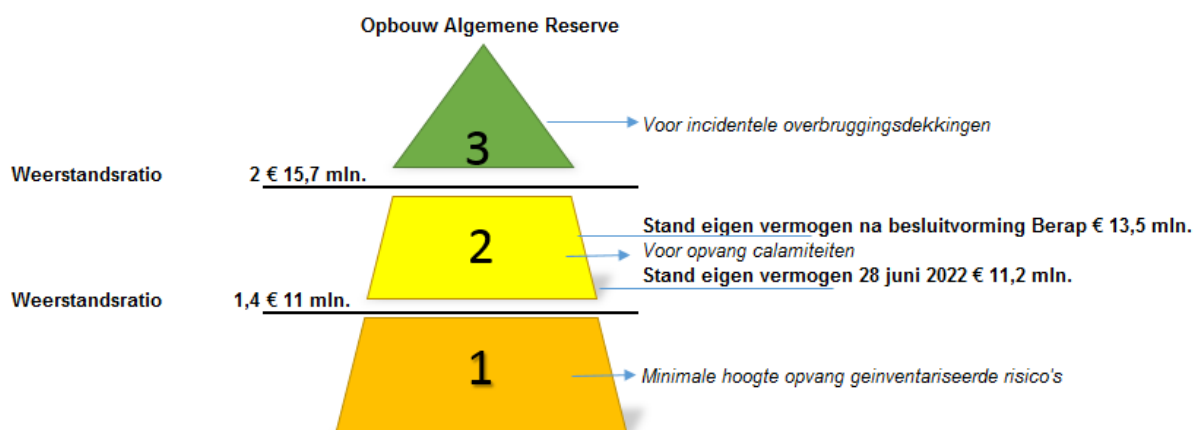 Opbouw Algemene Reserve
3
Voor incidentele overbruggingsdekkingen
Weerstandsratio 2 € 15,7 mln.
2
Stand eigen vermogen na besluitvorming Berap € 13,5 mln.
Voor opvang calamiteiten
Stand eigen vermogen 28 juni 2022 € 11,2 mln.
Weerstandsratio 1,4 € 11 mln.
1
Minimale hoogte opvang geinventariseerde risico's